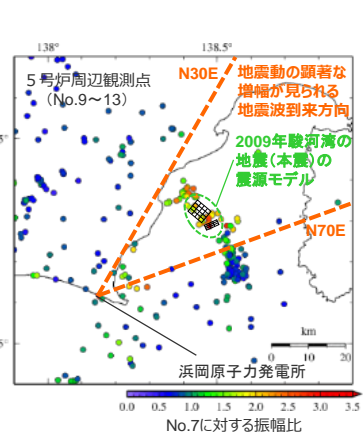 138°
138.5°
5号炉周辺観測点
（No.9～13）
N30E
地震動の顕著な
増幅が見られる
地震波到来方向
2009年駿河湾の
地震（本震）の
震源モデル
N70E
km
0 10 20
浜岡原子力発電所
0.0 0.5 1.0 1.5 2.0 2.5 3.0 3.5
No.7に対する振幅比